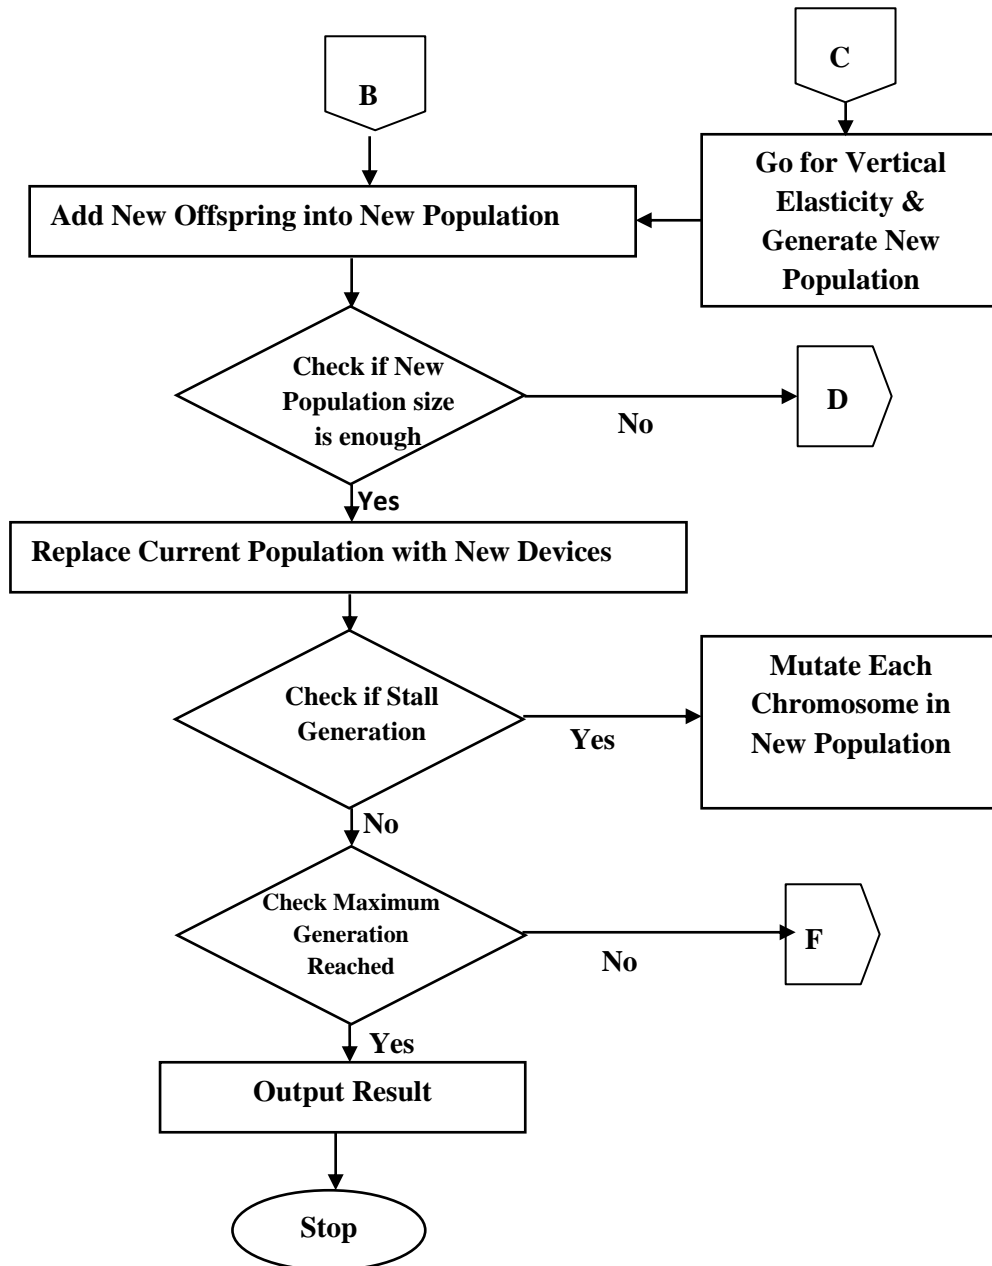 B
C
Go for Vertical
Elasticity &
Generate New
Population
Add New Offspring into New Population
Check if New
Population size
is enough
No
D
Yes
Replace Current Population with New Devices
Check if Stall
Generation
Yes
Mutate Each
Chromosome in
New Population
No
Check Maximum
Generation
Reached
No
F
Yes
Output Result
Stop